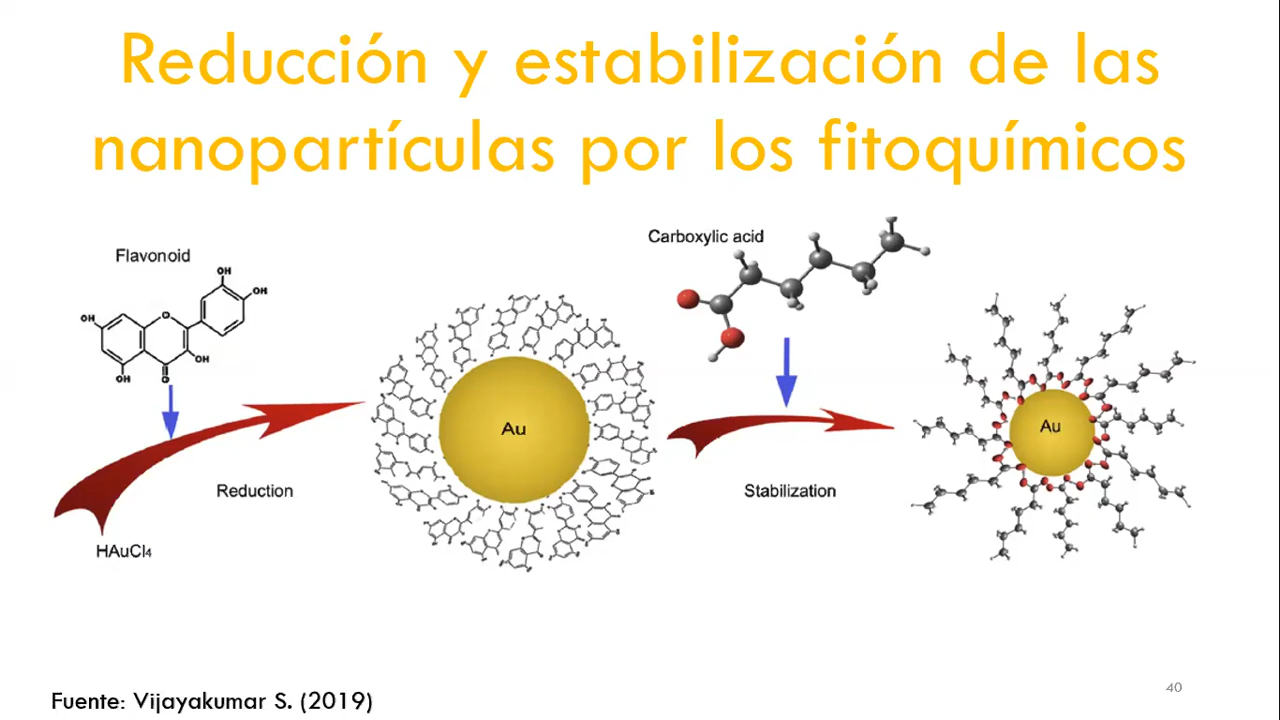 Reducción y estabilización de las
nanopartículas por los fitoquímicos
Flavonoid
OH
OH
OH
O
OH
OH
O
HAuCl4
Reduction
Au
Carboxylic acid
Stabilization
Au
Fuente: Vijayakumar S. (2019)
40